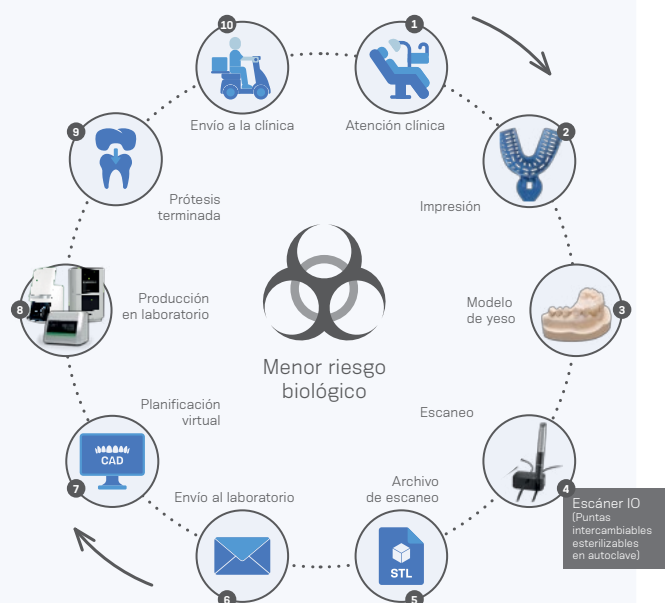 10
Envío a la clínica
1
Atención clínica
2
Impresión
3
Modelo
de yeso
4
Escaneo
Escáner IO
(Puntas
intercambiables
esterilizables
en autoclave)
5
Archivo
de escaneo
STL
6
Envío al laboratorio
7
Planificación
virtual
CAD
8
Producción
en laboratorio
9
Prótesis
terminada
Menor riesgo
biológico